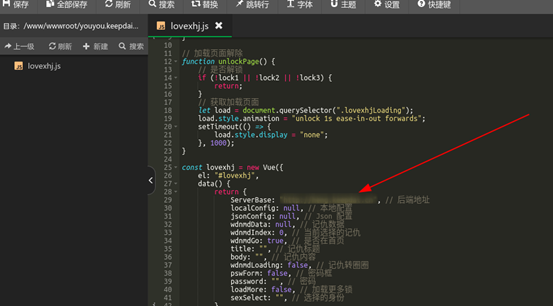 保存 全部保存 刷新 搜索 替换 跳转行 字体 主题 设置 快捷键
目录: /www/wwwroot/youyou.keepdai...
lovexhj.js
上一级 刷新 新建 搜索
lovexhj.js
9 }
10
11 // 加载页面解除
12 function unlockPage() {
13 // 是否解锁
14 if (!lock1 || !lock2 || !lock3) {
15 return;
16 }
17 // 获取加载页面
18 let load = document.querySelector(".lovexhjLoading");
19 load.style.animation = "unlock 1s ease-in-out forwards";
20 setTimeout(() => {
21 load.style.display = "none";
22 }, 1000);
23 }
24
25 const lovexhj = new Vue({
26 el: "#lovexhj",
27 data() {
28 return {
29 ServerBase: , // 后端地址
30 localConfig: null, // 本地配置
31 jsonConfig: null, // Json 配置
32 wdnmdData: null, // 记仇数据
33 wdnmdIndex: 0, // 当前选择的记仇
34 wdnmdGo: true, // 是否在首页
35 title: "", // 记仇标题
36 body: "", // 记仇内容
37 wdnmdLoading: false, // 记仇转圈圈
38 pswForm: false, // 密码框
39 password: "", // 密码
40 loadMore: false, // 加载更多锁
41 sexSelect: "", // 选择的身份
42 }